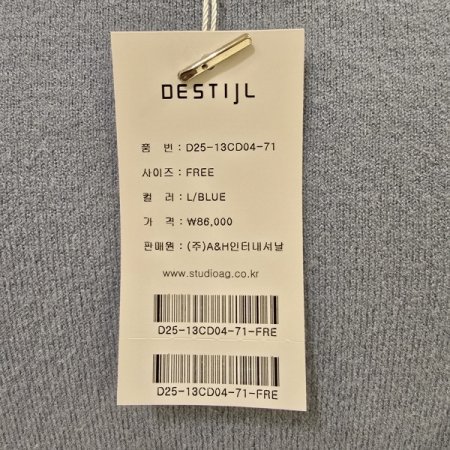 DESTIJL
품 번 : D25-13CD04-71
사이즈 : FREE
컬 러 : L/BLUE
가 격 : ₩86,000
판매원 : (주)A&H인터내셔날
www.studioag.co.kr
D25-13CD04-71-FRE
D25-13CD04-71-FRE